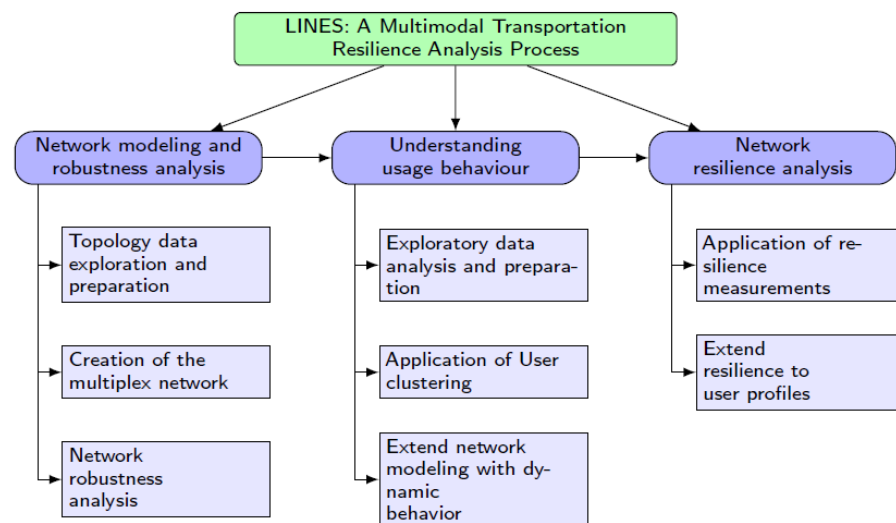 LINES: A Multimodal Transportation
Resilience Analysis Process
Network modeling and
robustness analysis
Understanding
usage behaviour
Network
resilience analysis
Topology data
exploration and
preparation
Exploratory data
analysis and prepara-
tion
Application of re-
silience
measurements
Creation of the
multiplex network
Application of User
clustering
Extend
resilience to
user profiles
Network
robustness
analysis
Extend network
modeling with dy-
namic
behavior